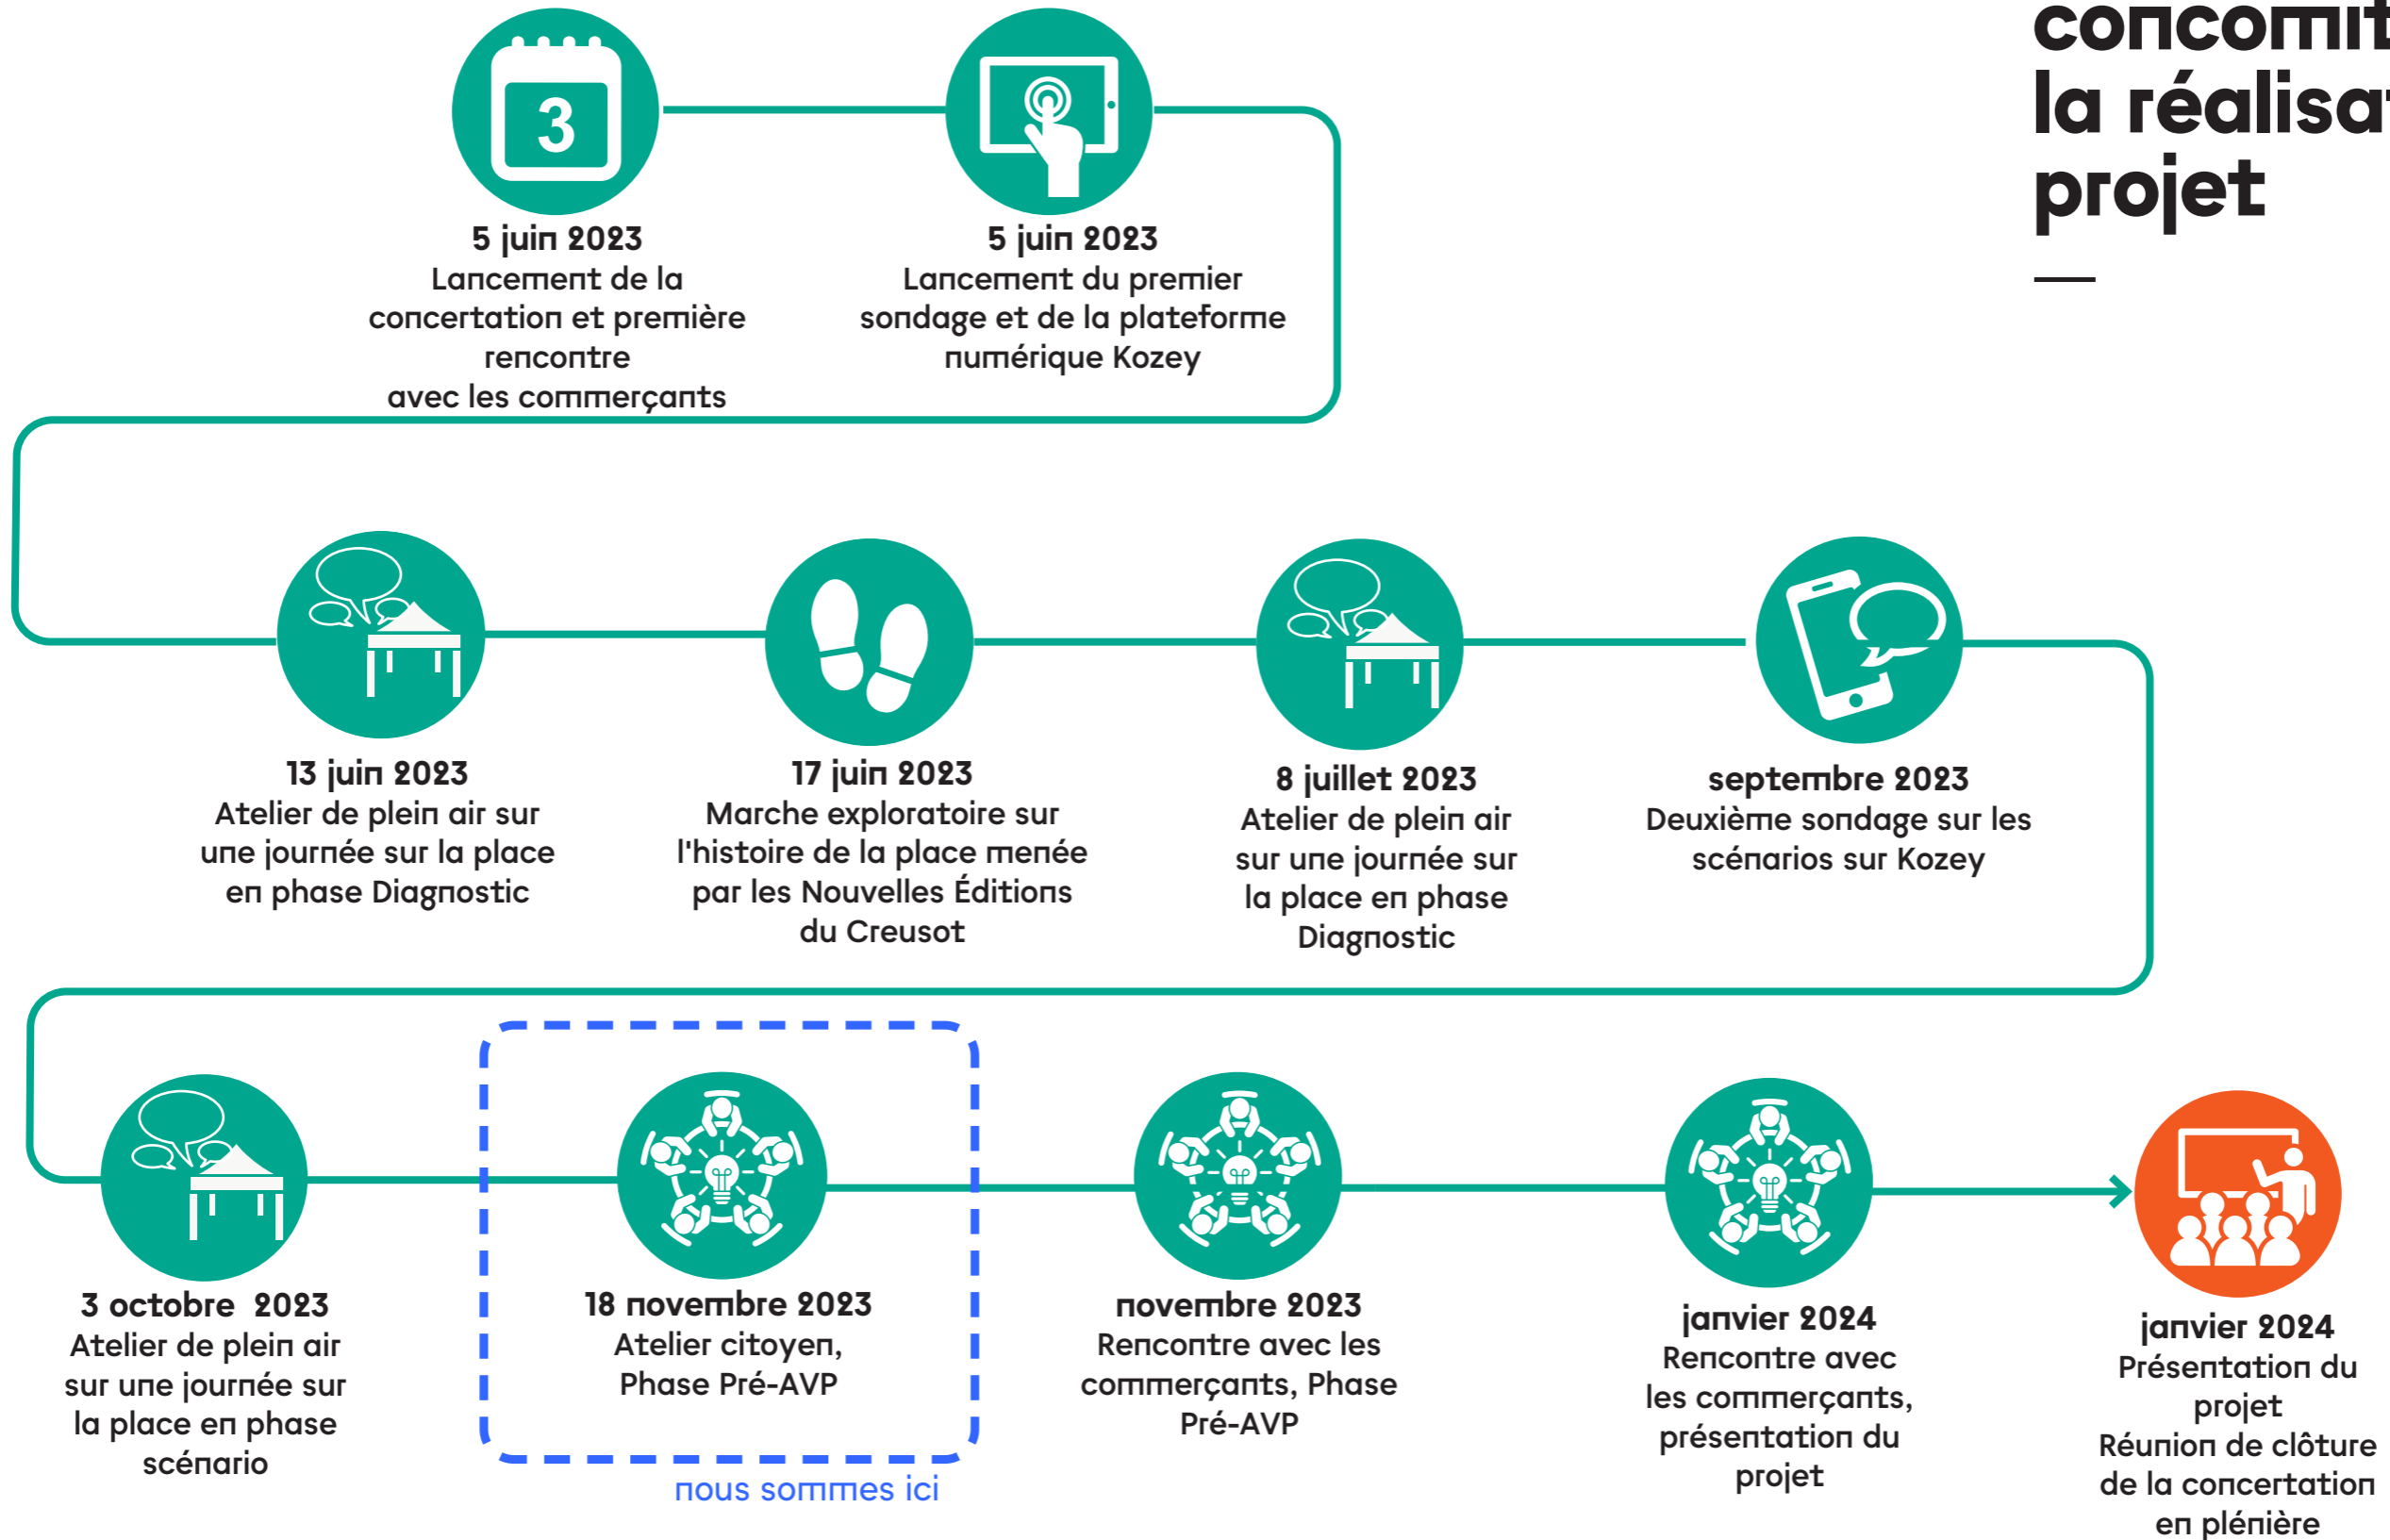 concomit
la réalisat
projet
3
5 juin 2023
Lancement de la
concertation et première
rencontre
avec les commerçants
5 juin 2023
Lancement du premier
sondage et de la plateforme
numérique Kozey
13 juin 2023
Atelier de plein air sur
une journée sur la place
en phase Diagnostic
17 juin 2023
Marche exploratoire sur
l'histoire de la place menée
par les Nouvelles Éditions
du Creusot
8 juillet 2023
Atelier de plein air
sur une journée sur
la place en phase
Diagnostic
septembre 2023
Deuxième sondage sur les
scénarios sur Kozey
3 octobre 2023
Atelier de plein air
sur une journée sur
la place en phase
scénario
18 novembre 2023
Atelier citoyen,
Phase Pré-AVP
nous sommes ici
novembre 2023
Rencontre avec les
commerçants, Phase
Pré-AVP
janvier 2024
Rencontre avec
les commerçants,
présentation du
projet
janvier 2024
Présentation du
projet
Réunion de clôture
de la concertation
en plénière